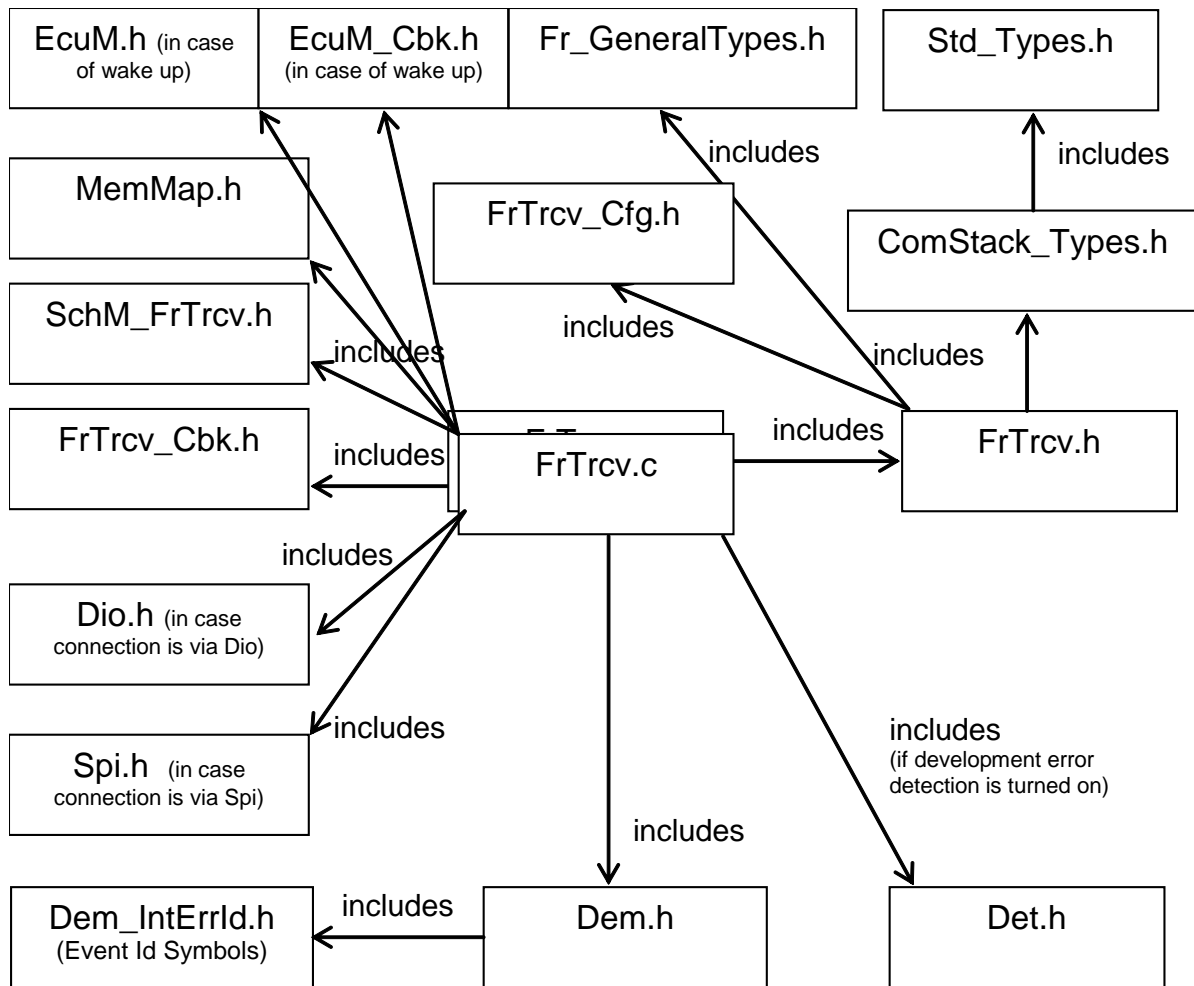 EcuM.h (in case
of wake up)
EcuM_Cbk.h
(in case of wake up)
Fr_GeneralTypes.h
Std_Types.h
includes
includes
MemMap.h
FrTrcv_Cfg.h
ComStack_Types.h
SchM_FrTrcv.h
includes
includes
includes
FrTrcv_Cbk.h
includes
FrTrcv.c
includes
FrTrcv.h
includes
Dio.h (in case
connection is via Dio)
includes
Spi.h (in case
connection is via Spi)
includes
(if development error
detection is turned on)
includes
Dem_IntErrId.h
(Event Id Symbols)
includes
Dem.h
Det.h